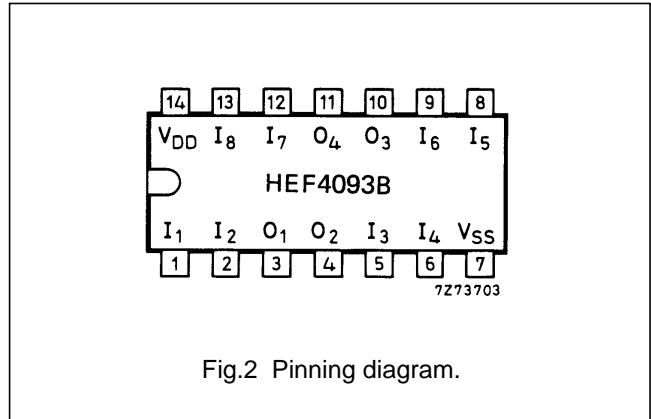 14 13 12 11 10 9 8
VDD I8 I7 O4 O3 I6 I5
HEF4093B
I1 I2 O1 O2 I3 I4 VSS
1 2 3 4 5 6 7
7Z73703
Fig.2 Pinning diagram.